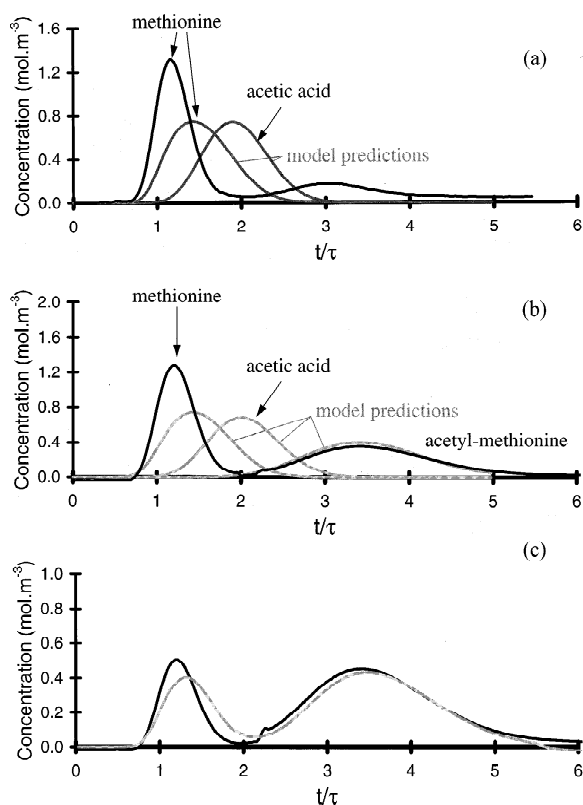 methionine
(a)
acetic acid
model predictions
Concentration (mol.m⁻³)
1.6
1.2
0.8
0.4
0.0
0 1 2 3 4 5 6
t/τ
(b)
methionine
acetic acid
model predictions
acetyl-methionine
Concentration (mol.m⁻³)
2.0
1.6
1.2
0.8
0.4
0.0
0 1 2 3 4 5 6
t/τ
(c)
Concentration (mol.m⁻³)
1.0
0.8
0.6
0.4
0.2
0.0
0 1 2 3 4 5 6
t/τ